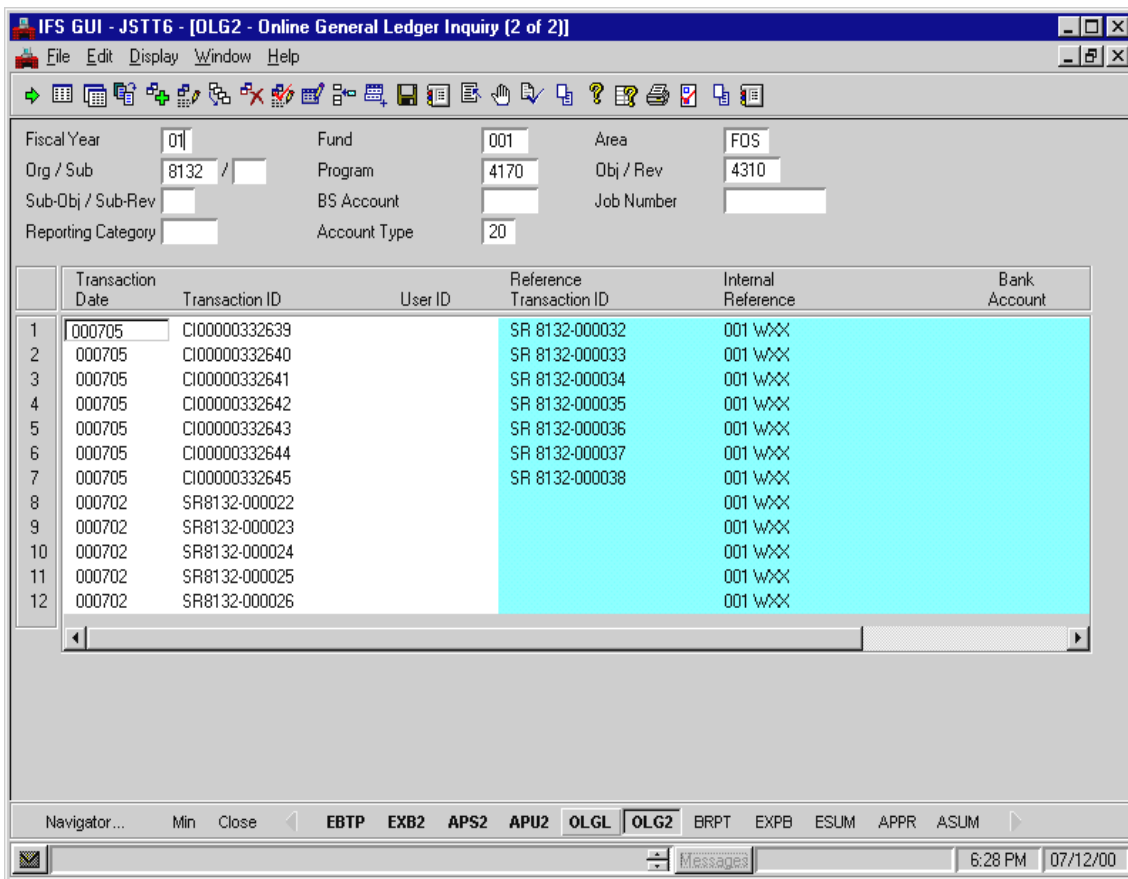 IFS GUI - JSTT6 - [OLG2 - Online General Ledger Inquiry (2 of 2)]
File Edit Display Window Help
Fiscal Year 01 Fund 001 Area FOS
Org / Sub 8132 / Program 4170 Obj / Rev 4310
Sub-Obj / Sub-Rev BS Account Job Number
Reporting Category Account Type 20
Transaction Reference Internal Bank
Date Transaction ID User ID Transaction ID Reference Account
1 000705 CI00000332639 SR 8132-000032 001 WXX
2 000705 CI00000332640 SR 8132-000033 001 WXX
3 000705 CI00000332641 SR 8132-000034 001 WXX
4 000705 CI00000332642 SR 8132-000035 001 WXX
5 000705 CI00000332643 SR 8132-000036 001 WXX
6 000705 CI00000332644 SR 8132-000037 001 WXX
7 000705 CI00000332645 SR 8132-000038 001 WXX
8 000702 SR8132-000022 001 WXX
9 000702 SR8132-000023 001 WXX
10 000702 SR8132-000024 001 WXX
11 000702 SR8132-000025 001 WXX
12 000702 SR8132-000026 001 WXX
Navigator... Min Close EBTP EXB2 APS2 APU2 OLGL OLG2 BRPT EXPB ESUM APPR ASUM
Messages 6:28 PM 07/12/00